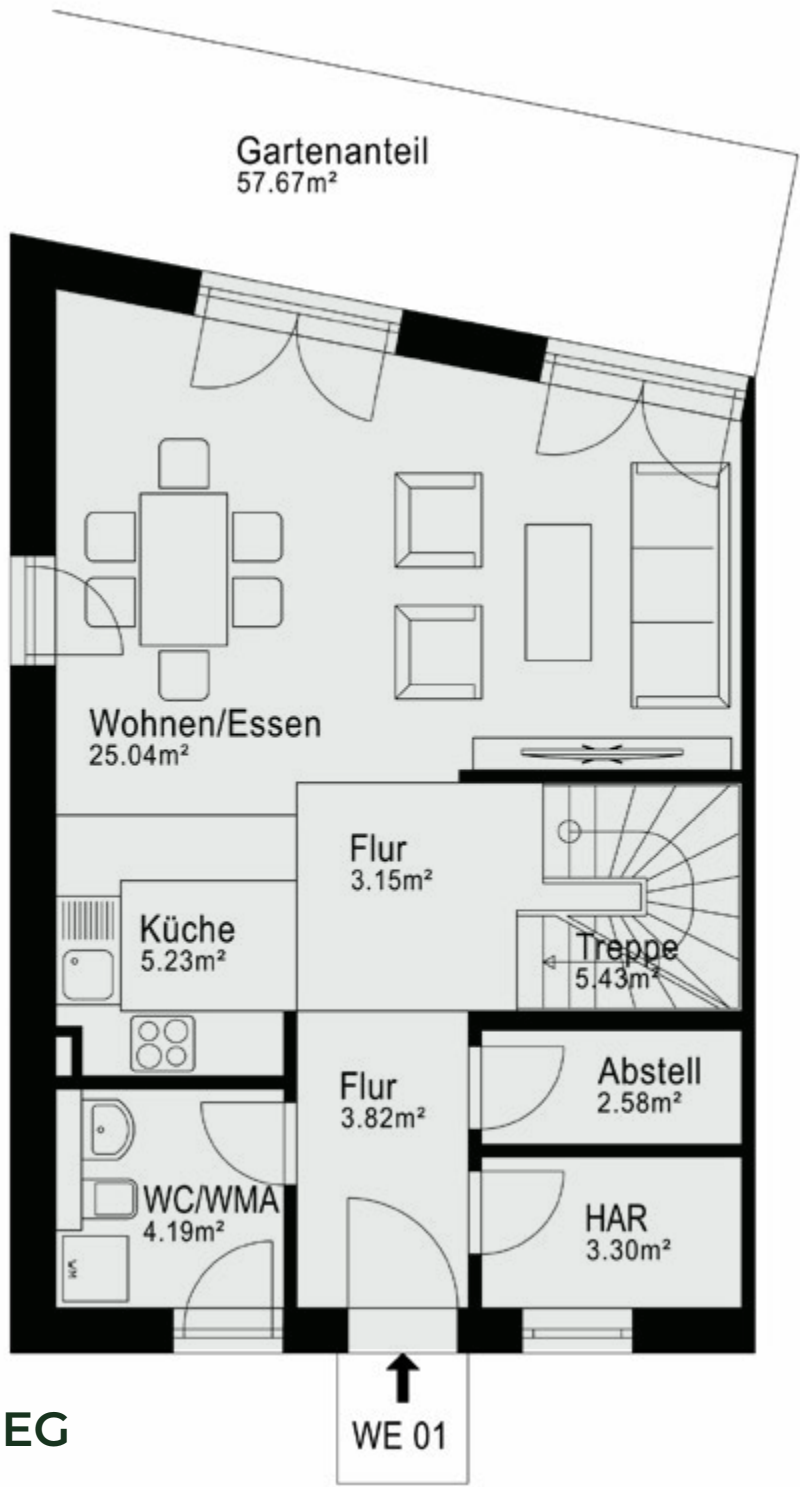 Gartenanteil
57.67m²
Wohnen/Essen
25.04m²
Flur
3.15m²
Küche
5.23m²
Treppe
5.43m²
Flur
3.82m²
Abstell
2.58m²
WC/WMA
4.19m²
HAR
3.30m²
WM
EG
WE 01